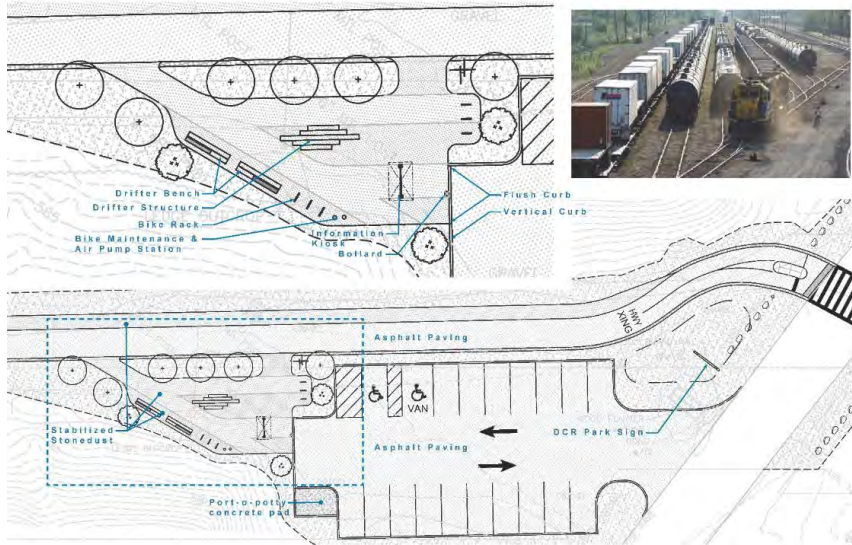 GRAVEL
Drifter Bench
Drifter Structure
Bike Rack
Bike Maintenance &
Air Pump Station
Information
Kiosk
Bollard
Flush Curb
Vertical Curb
GRAVEL
Asphalt Paving
HWY
XING
VAN
Stabilized
Stonedust
Asphalt Paving
DCR Park Sign
Port-o-potty
concrete pad